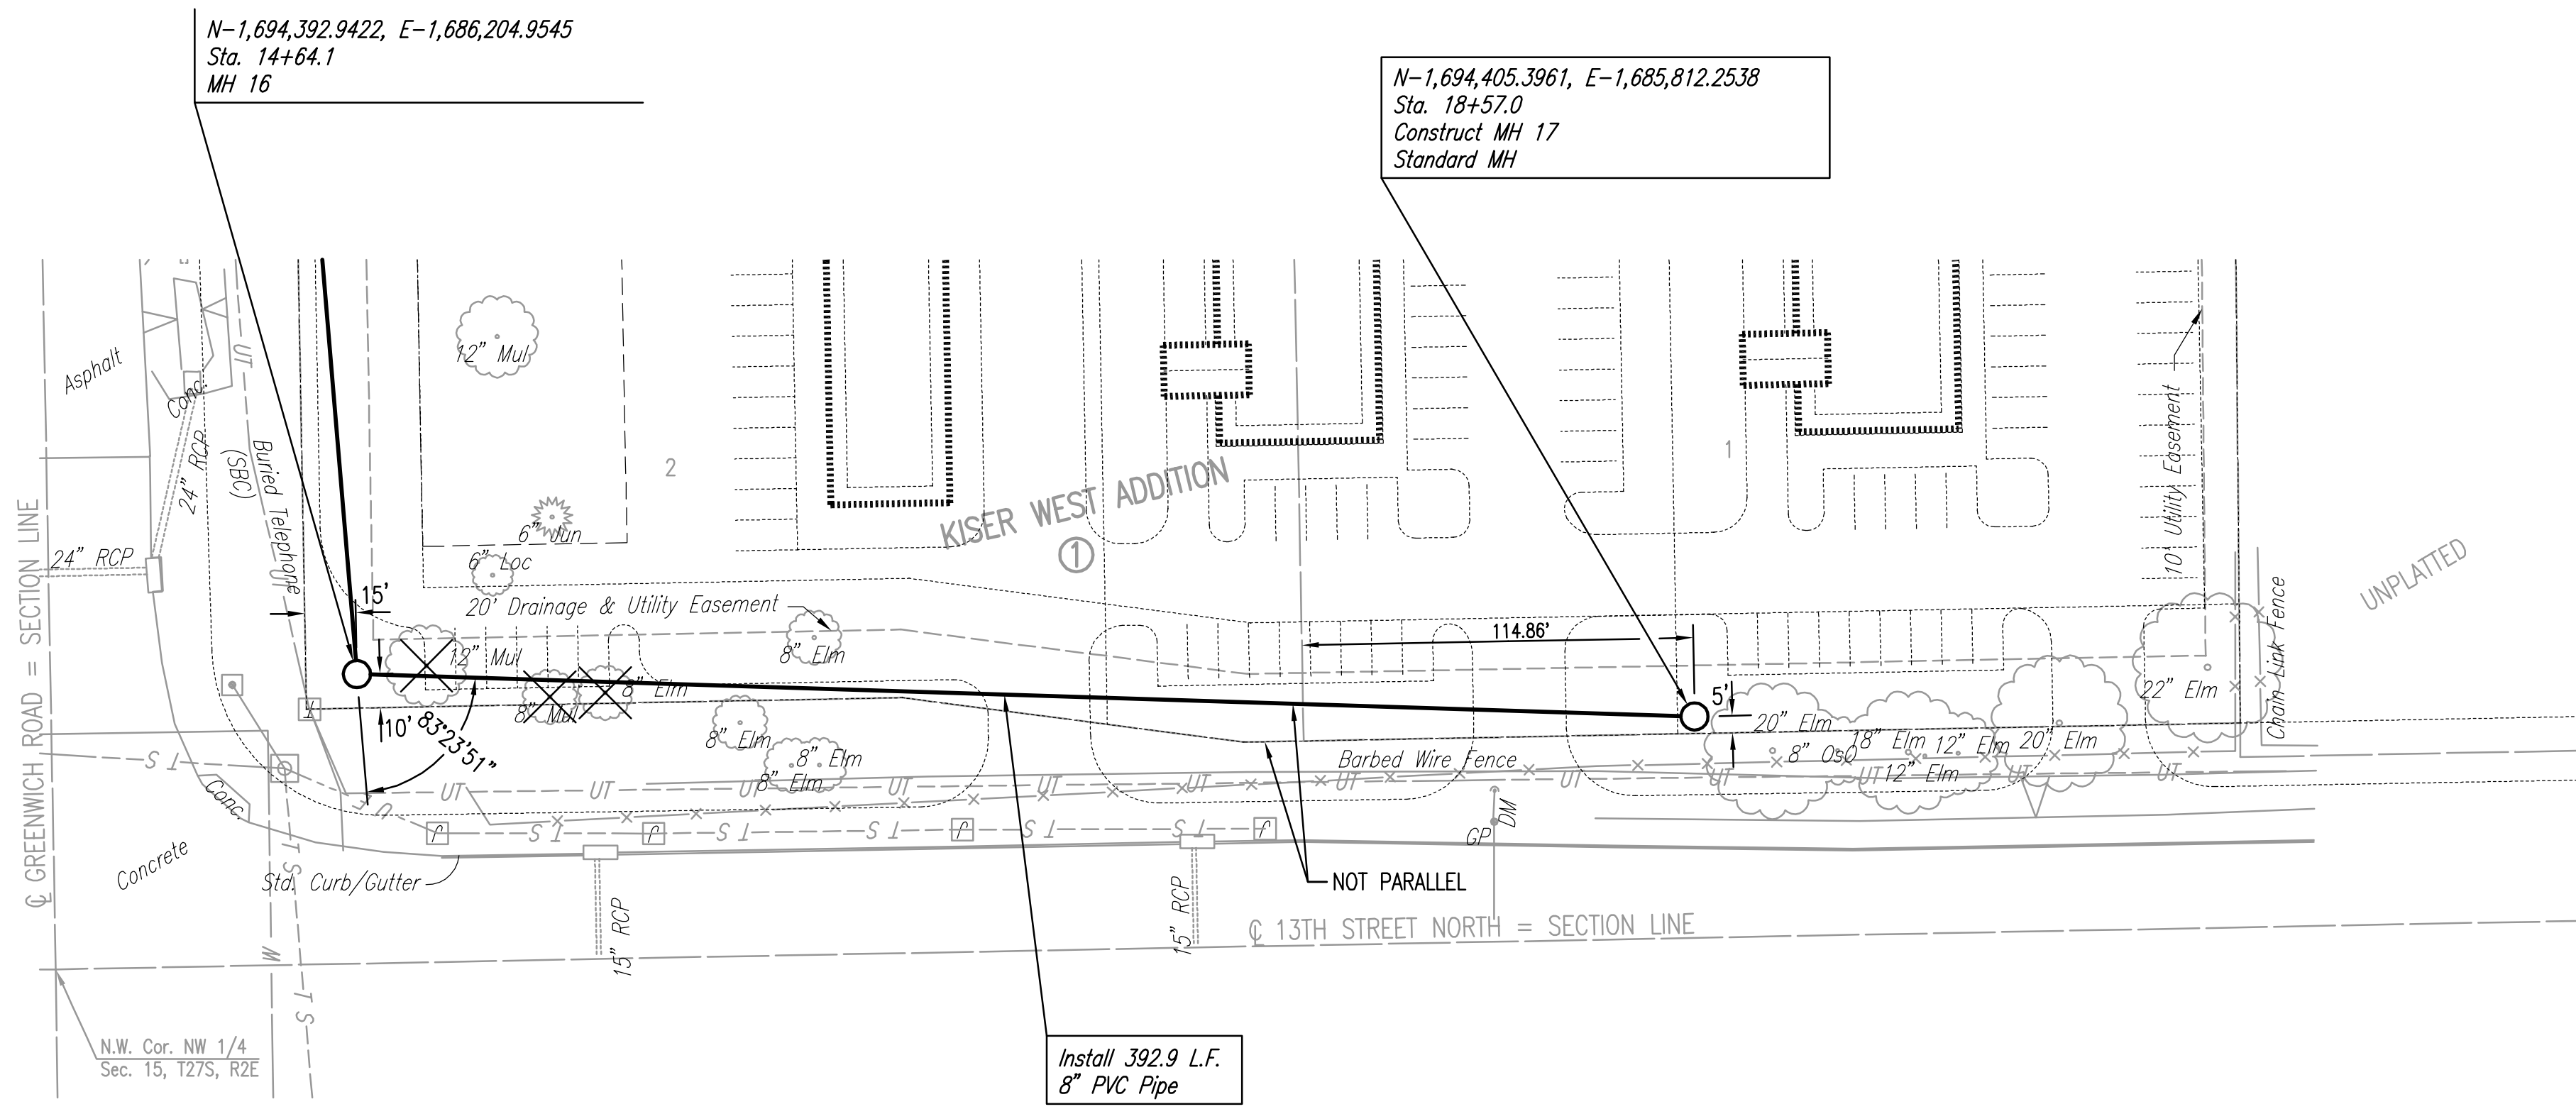 N-1,694,392.9422, E-1,686,204.9545
Sta. 14+64.1
MH 16
N-1,694,405.3961, E-1,685,812.2538
Sta. 18+57.0
Construct MH 17
Standard MH
Asphalt
Conc.
24" RCP
24" RCP
UT
Buried Telephone
(SBC)
UT
℄ GREENWICH ROAD = SECTION LINE
12" Mul
2
6" Jun
6" Loc
KISER WEST ADDITION
1
1
10' Utility Easement
UNPLATTED
Chain Link Fence
15'
20' Drainage & Utility Easement
8" Elm
114.86'
5'
12" Mul
8" Elm
8" Mul
10'
83°23'51"
8" Elm
8" Elm
8" Elm
20" Elm
8" OsO
18" Elm
12" Elm
12" Elm
20" Elm
22" Elm
Barbed Wire Fence
UT
UT
UT
UT
UT
UT
UT
UT
UT
UT
UT
UT
T
T S
T S
T S
T S
T S
T S
T S
T S
J
J
J
J
GP
DM
Conc.
Concrete
Std. Curb/Gutter
NOT PARALLEL
15" RCP
15" RCP
℄ 13TH STREET NORTH = SECTION LINE
W
N.W. Cor. NW 1/4
Sec. 15, T27S, R2E
Install 392.9 L.F.
8" PVC Pipe